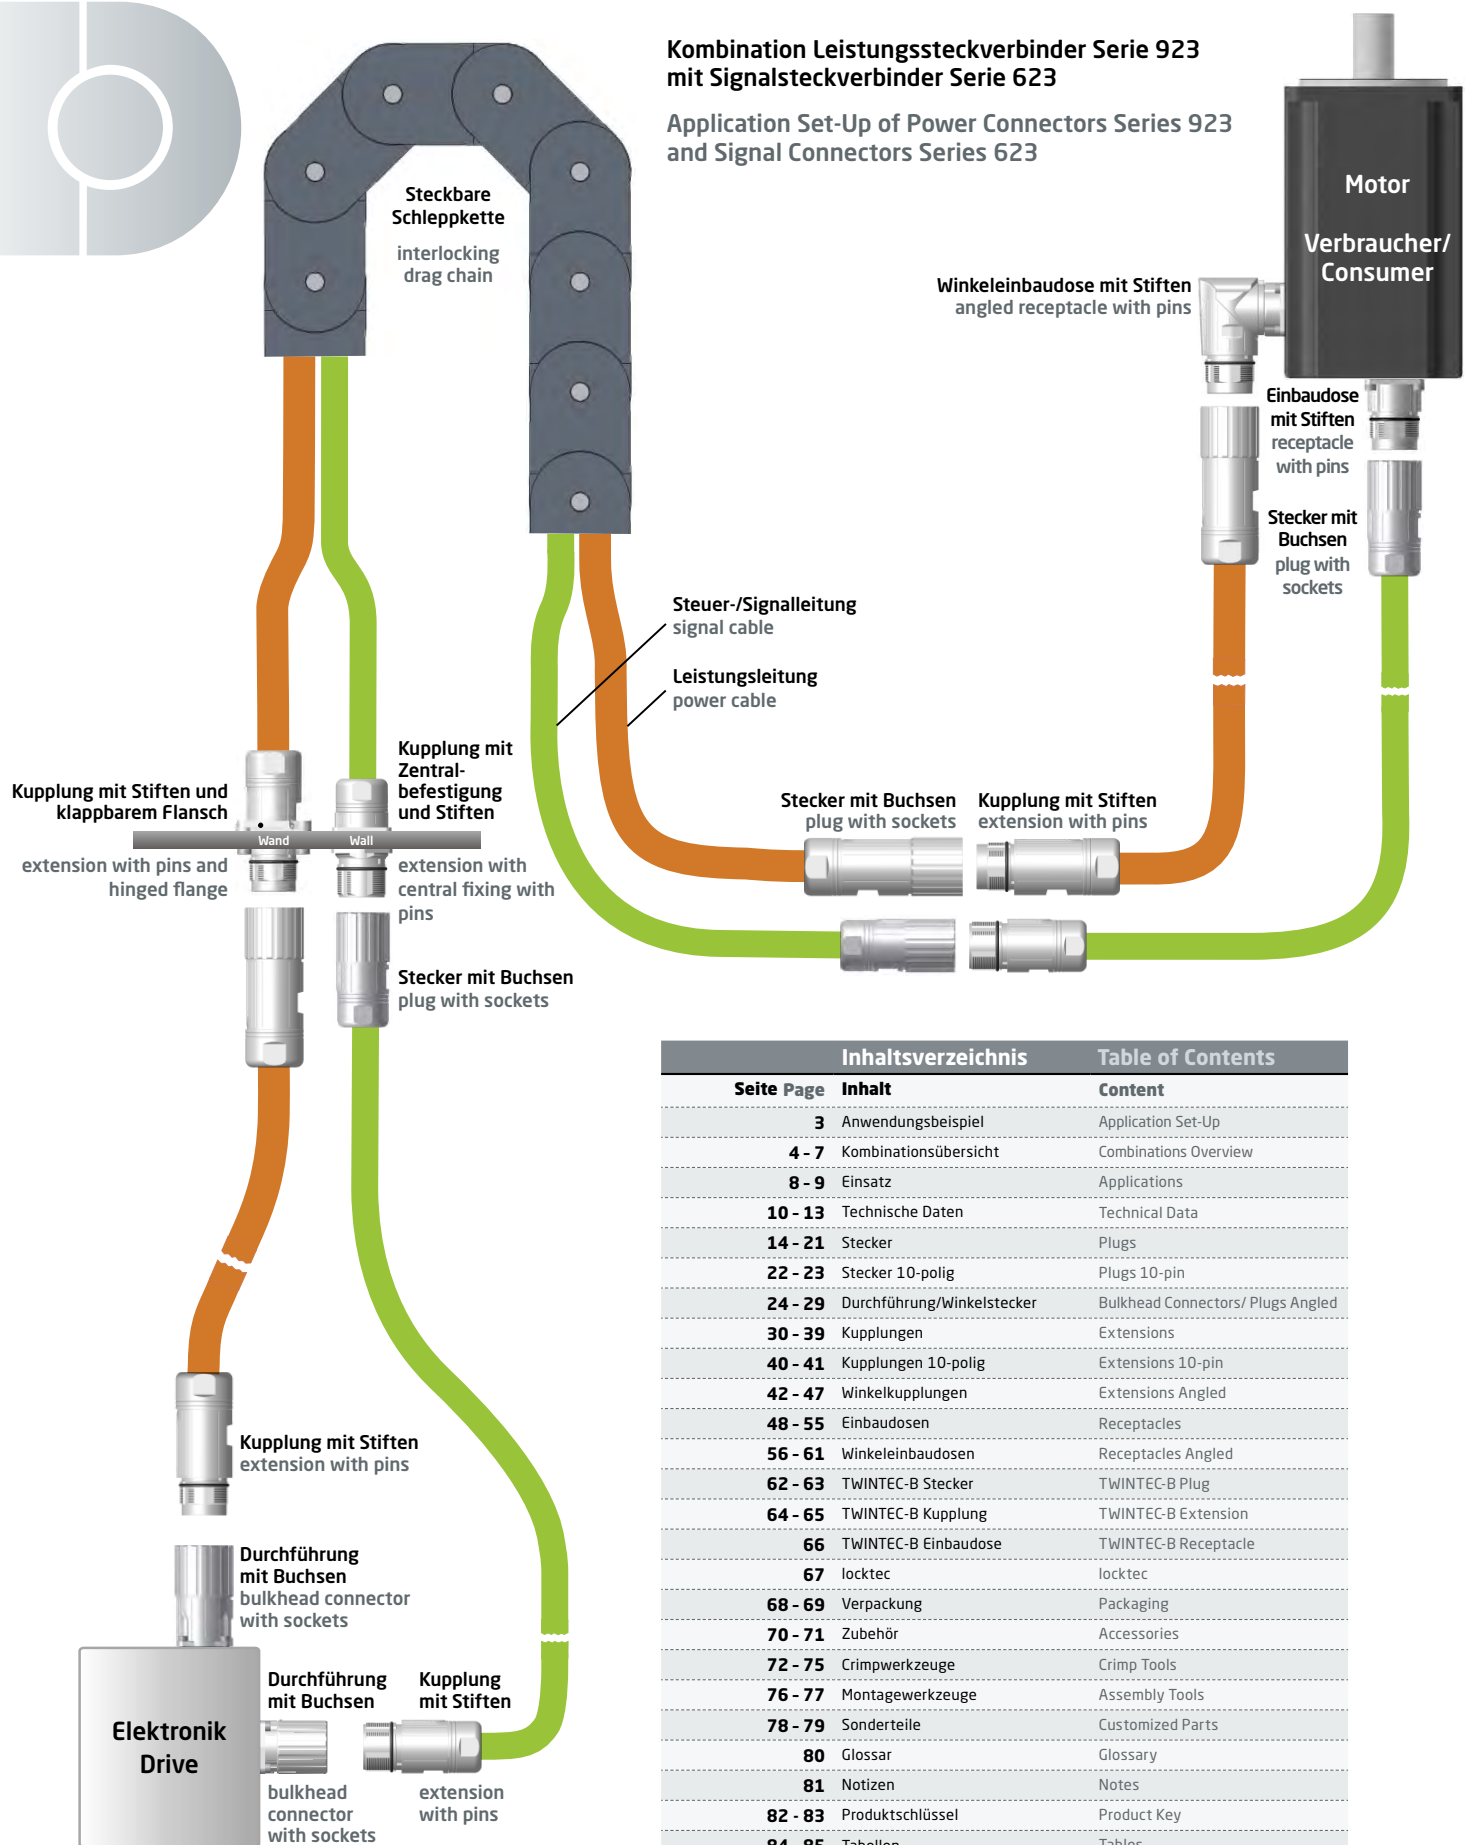 Kombination Leistungssteckverbinder Serie 923
mit Signalsteckverbinder Serie 623
Application Set-Up of Power Connectors Series 923
and Signal Connectors Series 623
Steckbare
Schleppkette
interlocking
drag chain
Motor
Verbraucher/
Consumer
Winkeleinbaudose mit Stiften
angled receptacle with pins
Einbaudose
mit Stiften
receptacle
with pins
Stecker mit
Buchsen
plug with
sockets
Steuer-/Signalleitung
signal cable
Leistungsleitung
power cable
Kupplung mit Stiften und
klappbarem Flansch
Wand
Wall
extension with pins and
hinged flange
Kupplung mit
Zentral-
befestigung
und Stiften
extension with
central fixing with
pins
Stecker mit Buchsen
plug with sockets
Kupplung mit Stiften
extension with pins
Stecker mit Buchsen
plug with sockets
Kupplung mit Stiften
extension with pins
Durchführung
mit Buchsen
bulkhead connector
with sockets
Elektronik
Drive
Durchführung
mit Buchsen
bulkhead
connector
with sockets
Kupplung
mit Stiften
extension
with pins
Inhaltsverzeichnis Table of Contents
Seite Page Inhalt Content
3 Anwendungsbeispiel Application Set-Up
4 – 7 Kombinationsübersicht Combinations Overview
8 – 9 Einsatz Applications
10 – 13 Technische Daten Technical Data
14 – 21 Stecker Plugs
22 – 23 Stecker 10-polig Plugs 10-pin
24 – 29 Durchführung/Winkelstecker Bulkhead Connectors/ Plugs Angled
30 – 39 Kupplungen Extensions
40 – 41 Kupplungen 10-polig Extensions 10-pin
42 – 47 Winkelkupplungen Extensions Angled
48 – 55 Einbaudosen Receptacles
56 – 61 Winkeleinbaudosen Receptacles Angled
62 – 63 TWINTEC-B Stecker TWINTEC-B Plug
64 – 65 TWINTEC-B Kupplung TWINTEC-B Extension
66 TWINTEC-B Einbaudose TWINTEC-B Receptacle
67 locktec locktec
68 – 69 Verpackung Packaging
70 – 71 Zubehör Accessories
72 – 75 Crimpwerkzeuge Crimp Tools
76 – 77 Montagewerkzeuge Assembly Tools
78 – 79 Sonderteile Customized Parts
80 Glossar Glossary
81 Notizen Notes
82 - 83 Produktschlüssel Product Key
84 – 85 Tabellen Tables